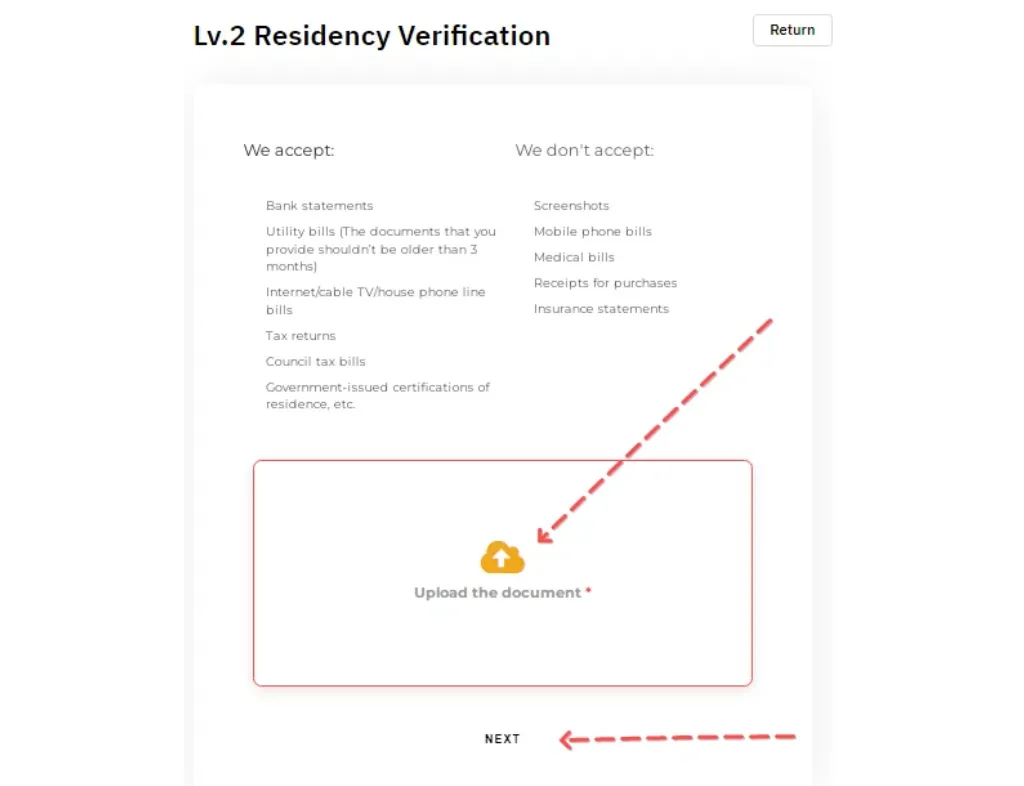 Lv.2 Residency Verification
Return
We accept:
Bank statements
Utility bills (The documents that you
provide shouldn't be older than 3
months)
Internet/cable TV/house phone line
bills
Tax returns
Council tax bills
Government-issued certifications of
residence, etc.
We don't accept:
Screenshots
Mobile phone bills
Medical bills
Receipts for purchases
Insurance statements
Upload the document *
NEXT